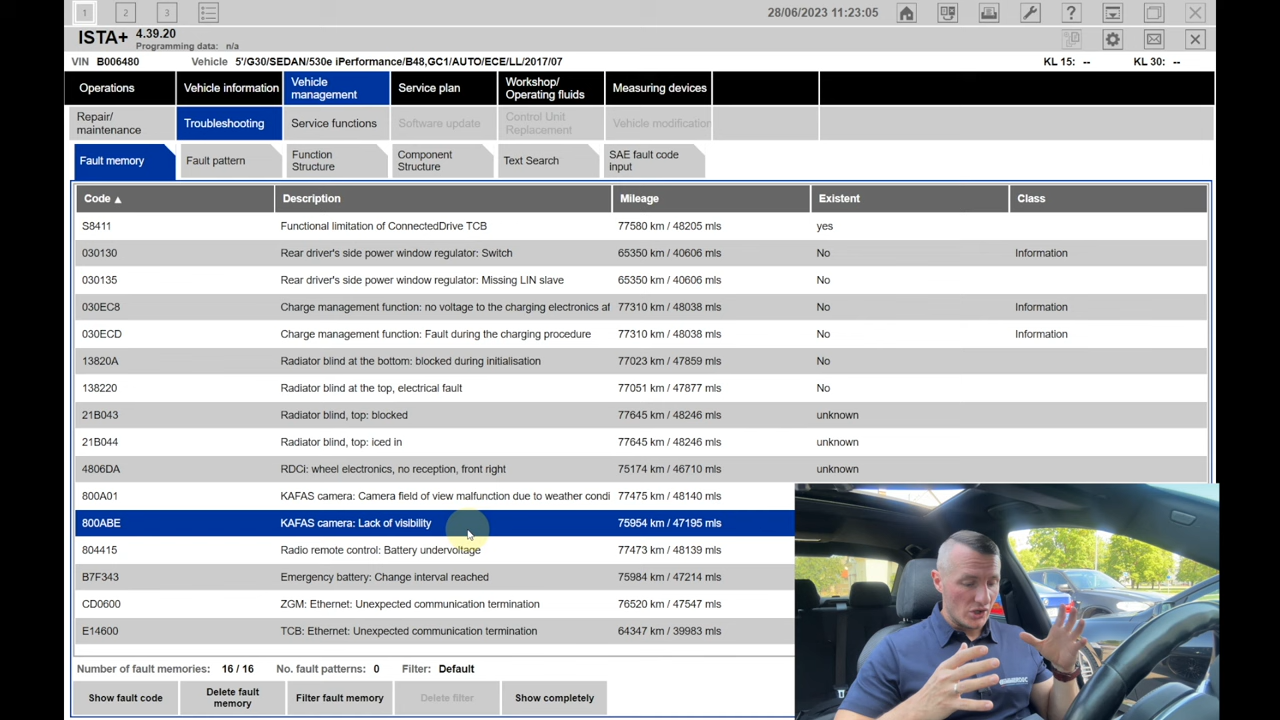 1 2 3 28/06/2023 11:23:05 ?
ISTA+ 4.39.20
Programming data: n/a
VIN B006480 Vehicle 5'/G30/SEDAN/530e iPerformance/B48,GC1/AUTO/ECE/LL/2017/07 KL 15: -- KL 30: --
Operations Vehicle information Vehicle management Service plan Workshop/ Operating fluids Measuring devices
Repair/ maintenance Troubleshooting Service functions Software update Control Unit Replacement Vehicle modification
Fault memory Fault pattern Function Structure Component Structure Text Search SAE fault code input
Code ▲ Description Mileage Existent Class
S8411 Functional limitation of ConnectedDrive TCB 77580 km / 48205 mls yes
030130 Rear driver's side power window regulator: Switch 65350 km / 40606 mls No Information
030135 Rear driver's side power window regulator: Missing LIN slave 65350 km / 40606 mls No
030EC8 Charge management function: no voltage to the charging electronics af 77310 km / 48038 mls No Information
030ECD Charge management function: Fault during the charging procedure 77310 km / 48038 mls No Information
13820A Radiator blind at the bottom: blocked during initialisation 77023 km / 47859 mls No
138220 Radiator blind at the top, electrical fault 77051 km / 47877 mls No
21B043 Radiator blind, top: blocked 77645 km / 48246 mls unknown
21B044 Radiator blind, top: iced in 77645 km / 48246 mls unknown
4806DA RDCi: wheel electronics, no reception, front right 75174 km / 46710 mls unknown
800A01 KAFAS camera: Camera field of view malfunction due to weather condi 77475 km / 48140 mls
800ABE KAFAS camera: Lack of visibility 75954 km / 47195 mls
804415 Radio remote control: Battery undervoltage 77473 km / 48139 mls
B7F343 Emergency battery: Change interval reached 75984 km / 47214 mls
CD0600 ZGM: Ethernet: Unexpected communication termination 76520 km / 47547 mls
E14600 TCB: Ethernet: Unexpected communication termination 64347 km / 39983 mls
Number of fault memories: 16 / 16 No. fault patterns: 0 Filter: Default
Show fault code Delete fault memory Filter fault memory Delete filter Show completely